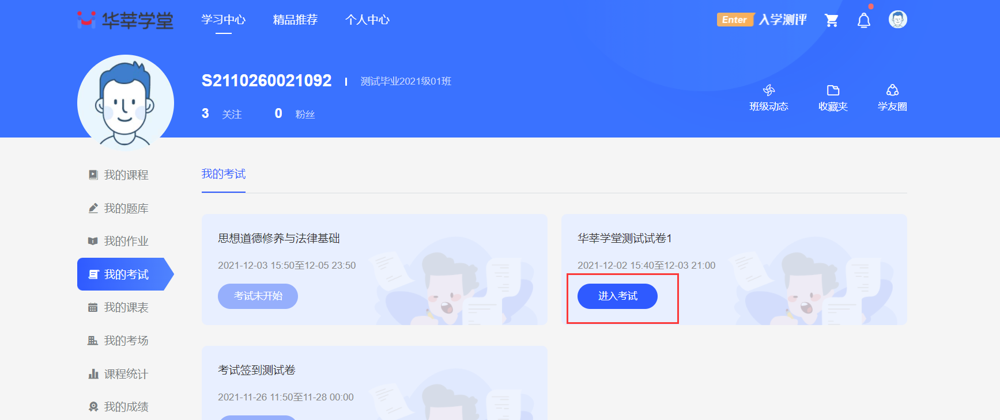 华莘学堂
学习中心 精品推荐 个人中心
Enter 入学测评
S2110260021092 测试毕业2021级01班
3 关注 0 粉丝
班级动态 收藏夹 学友圈
我的课程
我的题库
我的作业
我的考试
我的课表
我的考场
课程统计
我的成绩
我的考试
思想道德修养与法律基础
2021-12-03 15:50至12-05 23:50
考试未开始
华莘学堂测试试卷1
2021-12-02 15:40至12-03 21:00
进入考试
考试签到测试卷
2021-11-26 11:50至11-28 00:00